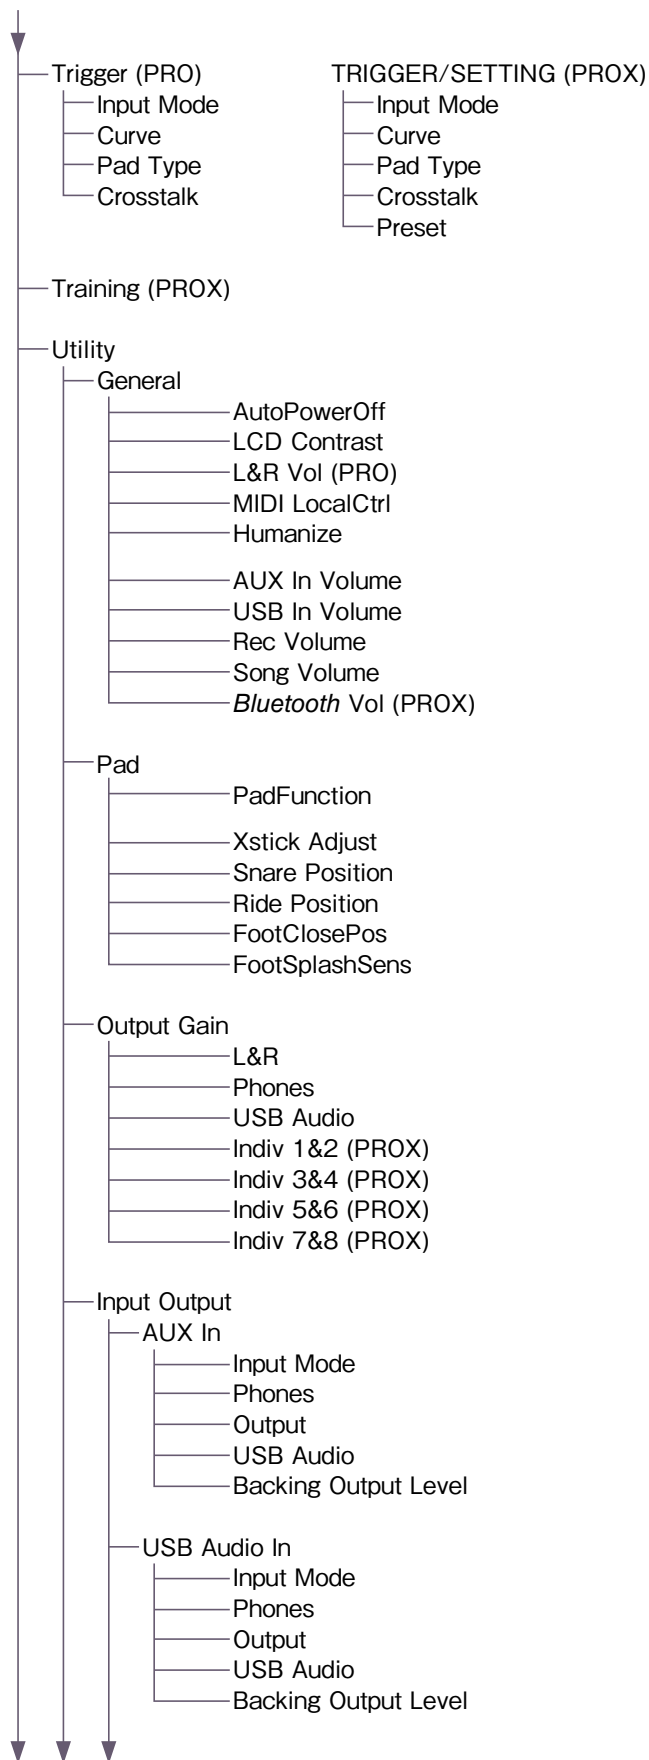 Trigger (PRO)
Input Mode
Curve
Pad Type
Crosstalk
TRIGGER/SETTING (PROX)
Input Mode
Curve
Pad Type
Crosstalk
Preset
Training (PROX)
Utility
General
AutoPowerOff
LCD Contrast
L&R Vol (PRO)
MIDI LocalCtrl
Humanize
AUX In Volume
USB In Volume
Rec Volume
Song Volume
Bluetooth Vol (PROX)
Pad
PadFunction
Xstick Adjust
Snare Position
Ride Position
FootClosePos
FootSplashSens
Output Gain
L&R
Phones
USB Audio
Indiv 1&2 (PROX)
Indiv 3&4 (PROX)
Indiv 5&6 (PROX)
Indiv 7&8 (PROX)
Input Output
AUX In
Input Mode
Phones
Output
USB Audio
Backing Output Level
USB Audio In
Input Mode
Phones
Output
USB Audio
Backing Output Level